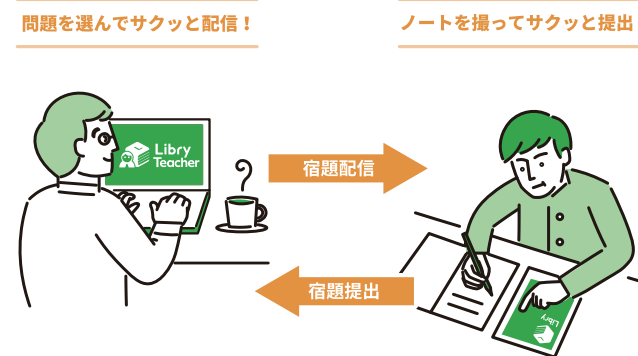 問題を選んでサクッと配信！
ノートを撮ってサクッと提出
Libry
Teacher
宿題配信
宿題提出
Libry